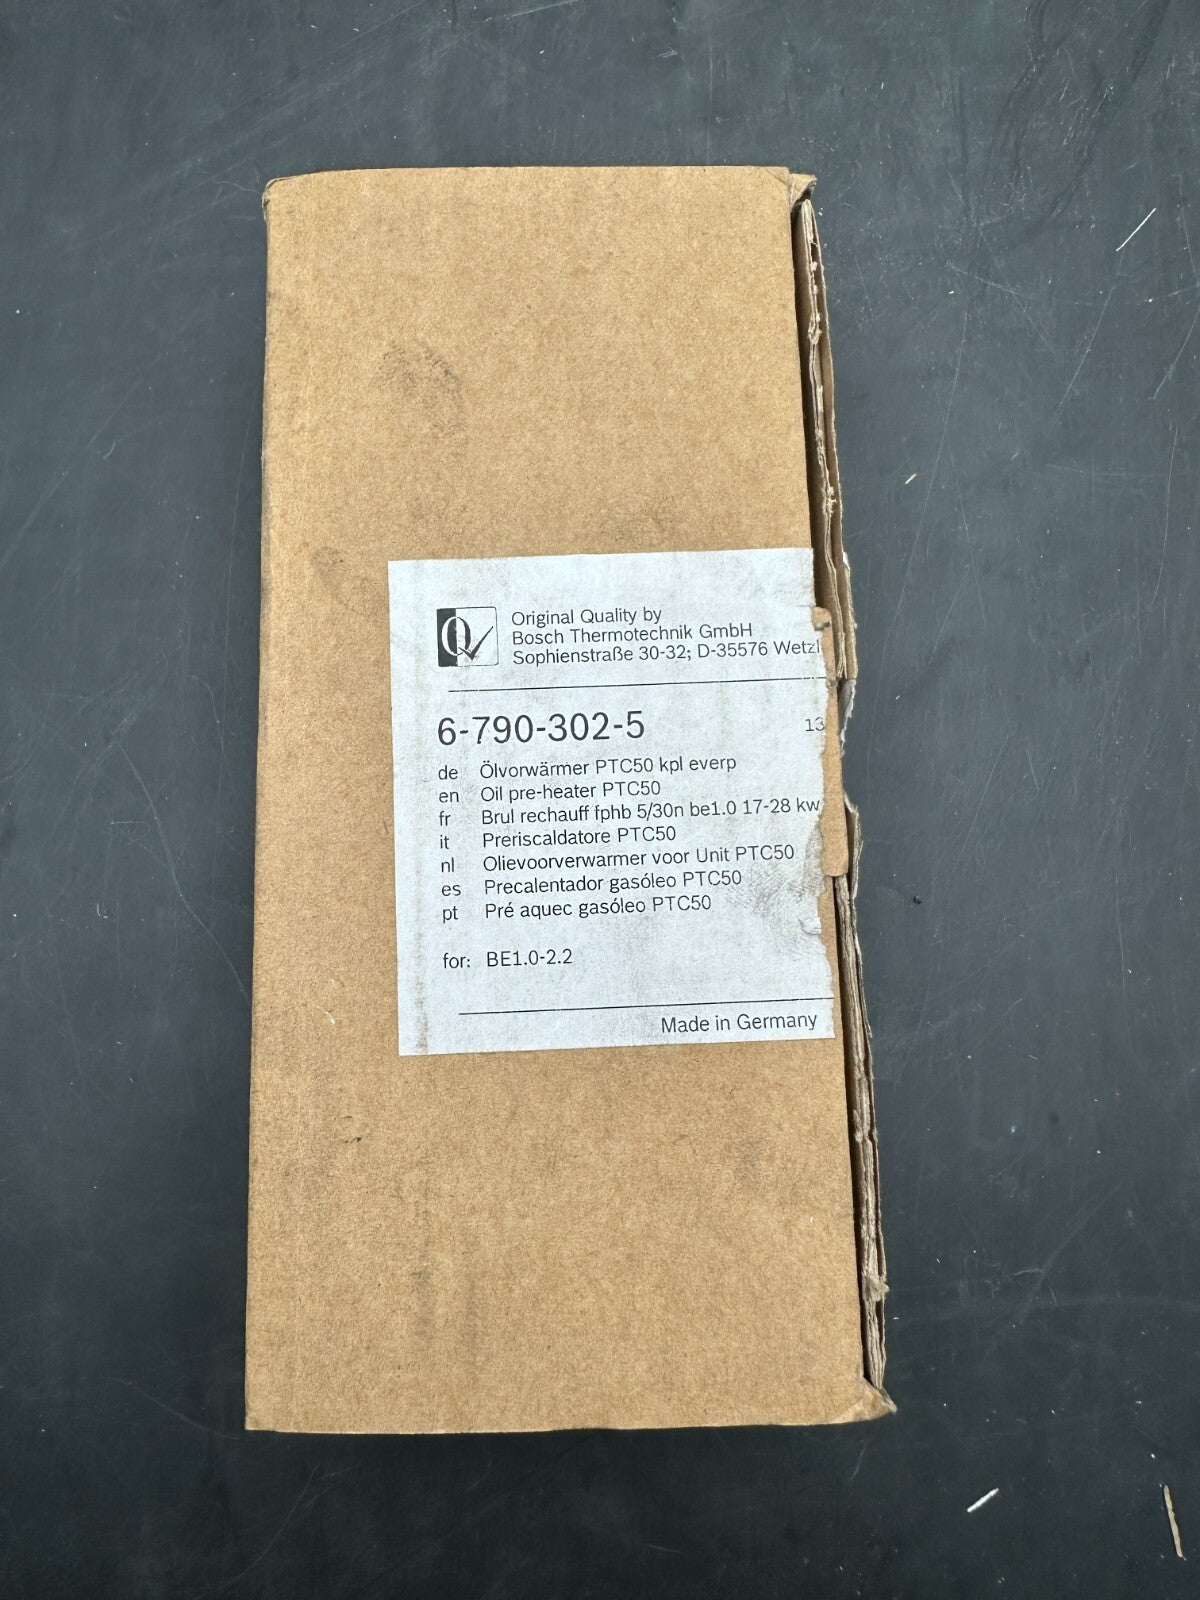 Q
Original Quality by
Bosch Thermotechnik GmbH
Sophienstraße 30-32; D-35576 Wetzl
6-790-302-5 13
de Ölvorwärmer PTC50 kpl everp
en Oil pre-heater PTC50
fr Brul rechauff fphb 5/30n be1.0 17-28 kw
it Preriscaldatore PTC50
nl Olievoorverwarmer voor Unit PTC50
es Precalentador gasóleo PTC50
pt Pré aquec gasóleo PTC50
for: BE1.0-2.2
Made in Germany